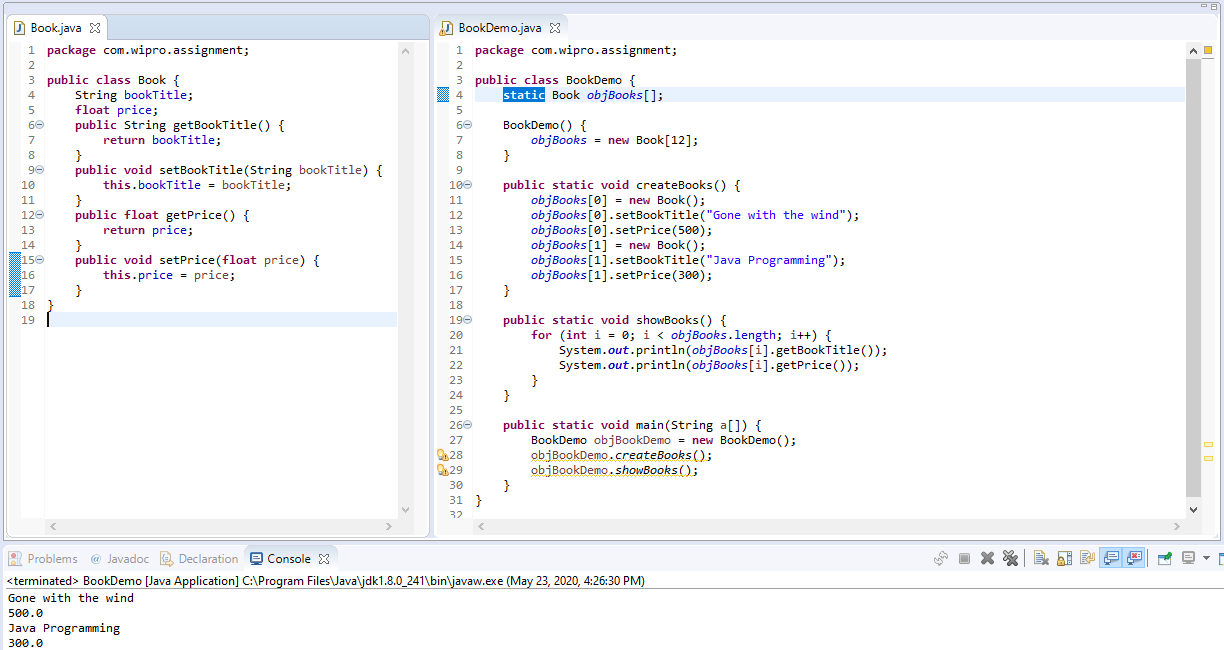 Book.java
1 package com.wipro.assignment;
2
3 public class Book {
4     String bookTitle;
5     float price;
6     public String getBookTitle() {
7         return bookTitle;
8     }
9     public void setBookTitle(String bookTitle) {
10         this.bookTitle = bookTitle;
11     }
12     public float getPrice() {
13         return price;
14     }
15     public void setPrice(float price) {
16         this.price = price;
17     }
18 }
19
BookDemo.java
1 package com.wipro.assignment;
2
3 public class BookDemo {
4     static Book objBooks[];
5
6     BookDemo() {
7         objBooks = new Book[12];
8     }
9
10     public static void createBooks() {
11         objBooks[0] = new Book();
12         objBooks[0].setBookTitle("Gone with the wind");
13         objBooks[0].setPrice(500);
14         objBooks[1] = new Book();
15         objBooks[1].setBookTitle("Java Programming");
16         objBooks[1].setPrice(300);
17     }
18
19     public static void showBooks() {
20         for (int i = 0; i < objBooks.length; i++) {
21             System.out.println(objBooks[i].getBookTitle());
22             System.out.println(objBooks[i].getPrice());
23         }
24     }
25
26     public static void main(String a[]) {
27         BookDemo objBookDemo = new BookDemo();
28         objBookDemo.createBooks();
29         objBookDemo.showBooks();
30     }
31 }
32
Problems @ Javadoc Declaration Console
<terminated> BookDemo [Java Application] C:\Program Files\Java\jdk1.8.0_241\bin\javaw.exe (May 23, 2020, 4:26:30 PM)
Gone with the wind
500.0
Java Programming
300.0